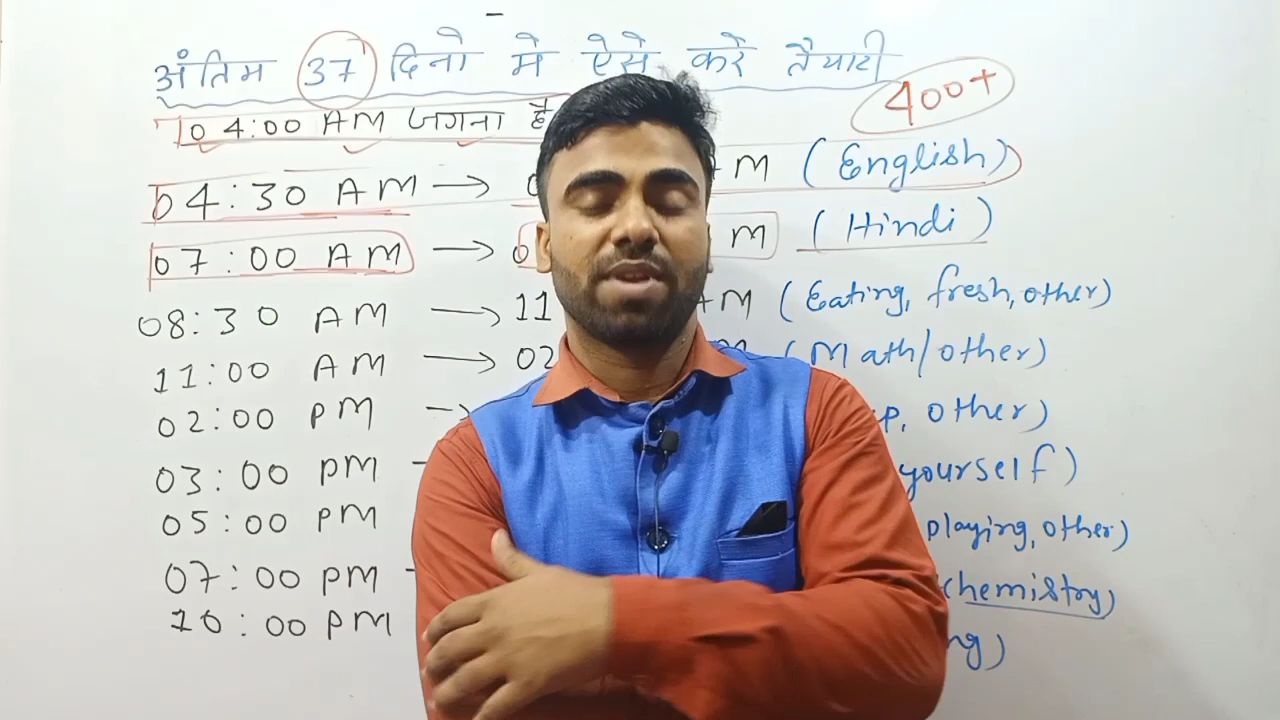 अंतिम 37 दिनो मे ऐसे करे तैयारी
400+
04:00 AM जगना है
04:30 AM → AM (English)
07:00 AM → M (Hindi)
08:30 AM → 11 AM (Eating, fresh, other)
11:00 AM → 02 (Math/other)
02:00 PM → other)
03:00 PM yourself)
05:00 PM playing, other)
07:00 PM chemistry)
10:00 PM